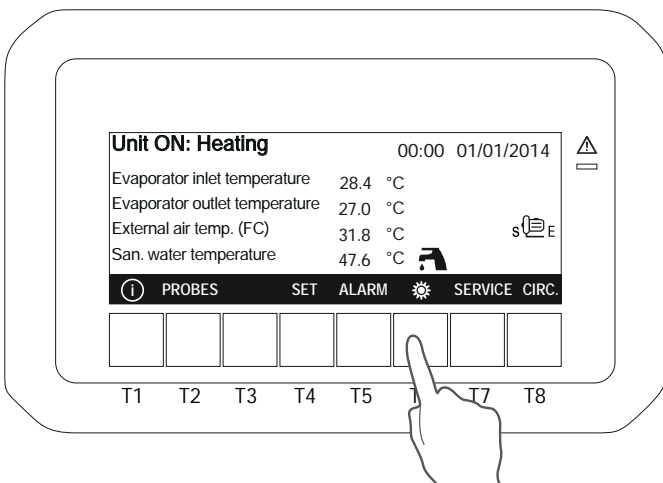 Unit ON: Heating 00:00 01/01/2014
Evaporator inlet temperature 28.4 °C
Evaporator outlet temperature 27.0 °C
External air temp. (FC) 31.8 °C
S E
San. water temperature 47.6 °C
i PROBES SET ALARM SERVICE CIRC.
T1 T2 T3 T4 T5 T T7 T8